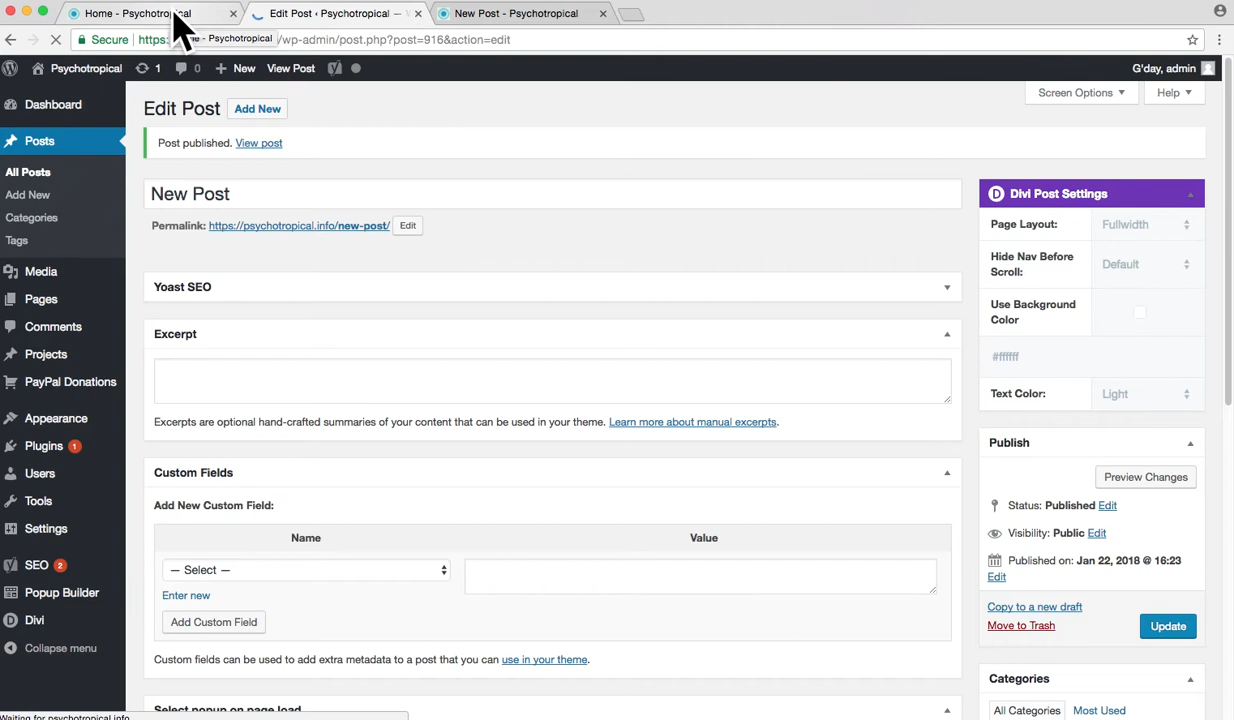 Home - Psychotropical
Edit Post ‹ Psychotropical —
New Post - Psychotropical
Secure
https:
- Psychotropical
/wp-admin/post.php?post=916&action=edit
Psychotropical
1
0
New
View Post
G'day, admin
Dashboard
Posts
All Posts
Add New
Categories
Tags
Media
Pages
Comments
Projects
PayPal Donations
Appearance
Plugins 1
Users
Tools
Settings
SEO 2
Popup Builder
Divi
Collapse menu
Waiting for psychotropical.info
Screen Options
Help
Edit Post
Add New
Post published. View post
New Post
Permalink: https://psychotropical.info/new-post/ Edit
Yoast SEO
Excerpt
Excerpts are optional hand-crafted summaries of your content that can be used in your theme. Learn more about manual excerpts.
Custom Fields
Add New Custom Field:
Name
Value
— Select —
Enter new
Add Custom Field
Custom fields can be used to add extra metadata to a post that you can use in your theme.
Select popup on page load
Divi Post Settings
Page Layout:
Fullwidth
Hide Nav Before
Scroll:
Default
Use Background
Color
#ffffff
Text Color:
Light
Publish
Preview Changes
Status: Published Edit
Visibility: Public Edit
Published on: Jan 22, 2018 @ 16:23
Edit
Copy to a new draft
Move to Trash
Update
Categories
All Categories
Most Used